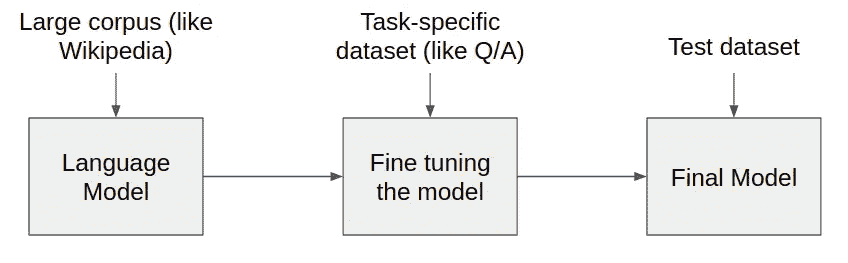 Large corpus (like
Wikipedia)
Task-specific
dataset (like Q/A)
Test dataset
Language
Model
Fine tuning
the model
Final Model